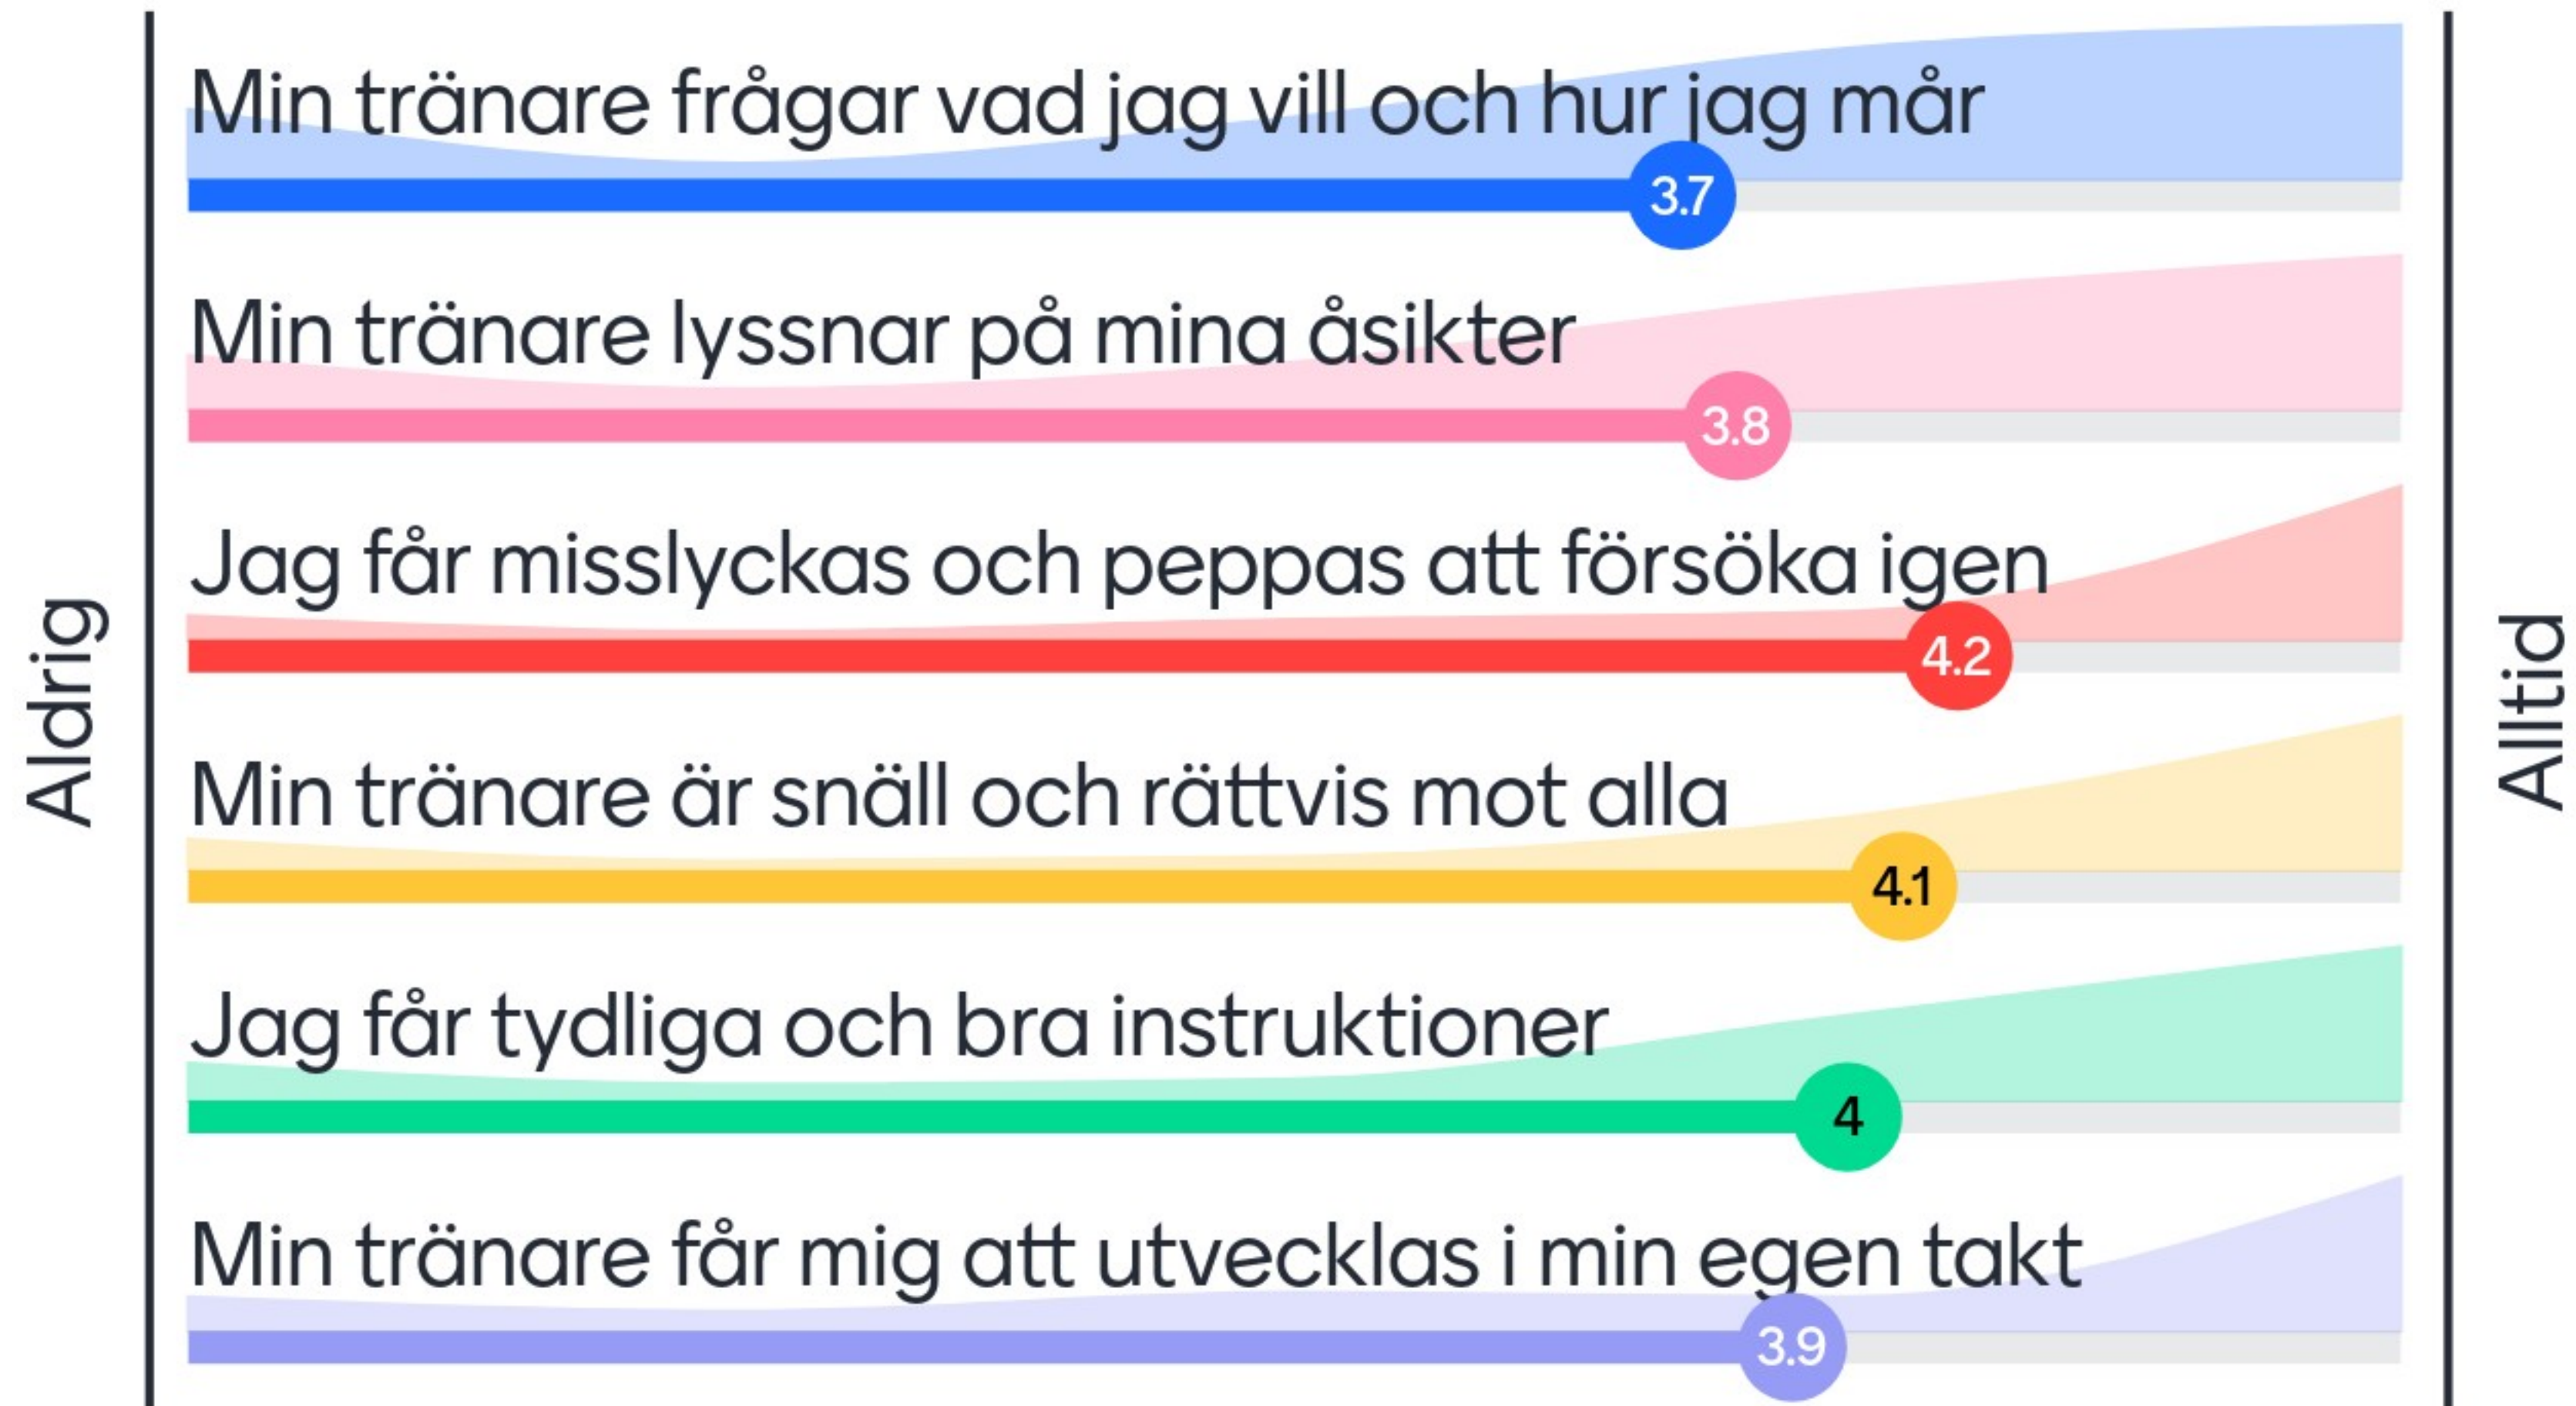 Min tränare frågar vad jag vill och hur jag mår
3.7
Min tränare lyssnar på mina åsikter
3.8
Jag får misslyckas och peppas att försöka igen
4.2
Min tränare är snäll och rättvis mot alla
4.1
Jag får tydliga och bra instruktioner
4
Min tränare får mig att utvecklas i min egen takt
3.9
Aldrig
Alltid